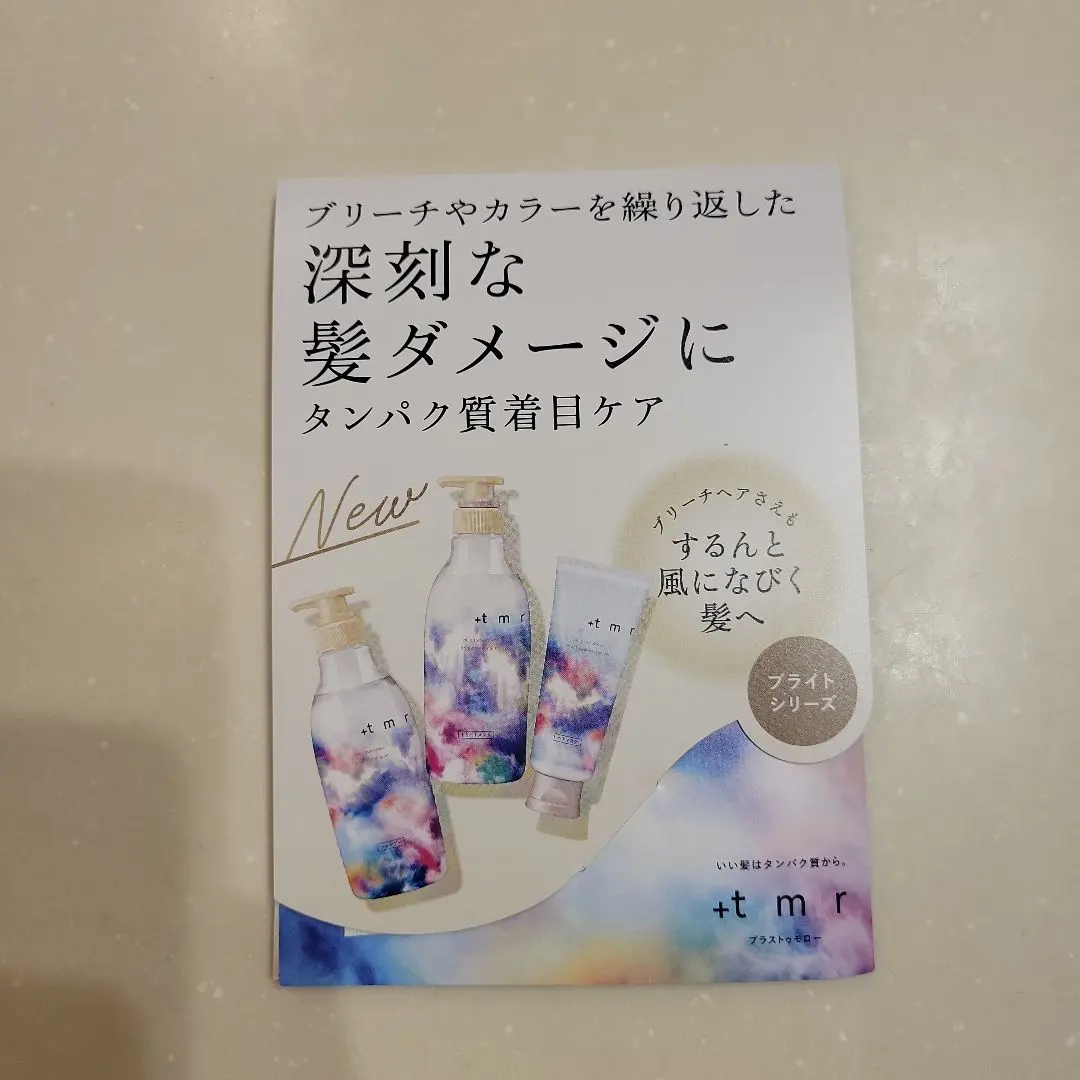 ブリーチやカラーを繰り返した
深刻な
髪ダメージに
タンパク質着目ケア
New
ブリーチヘアさえも
するんと
風になびく
髪へ
ブライト
シリーズ
+t m r
+t m r
+t m r
いい髪はタンパク質から。
+t m r
プラストゥモロー